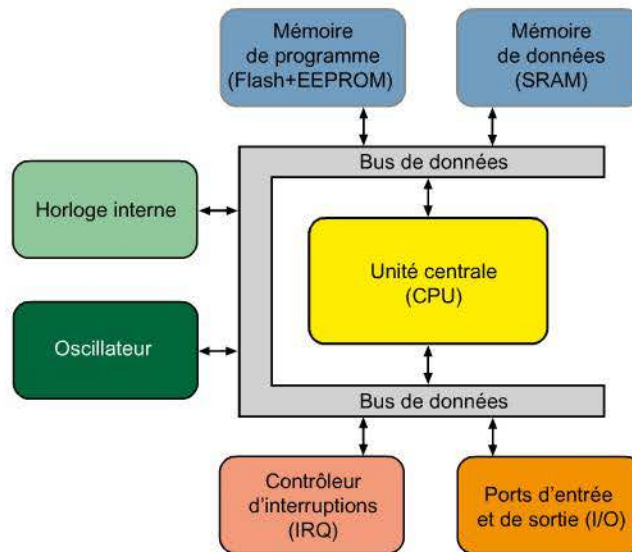 Mémoire
de programme
(Flash+EEPROM)
Mémoire
de données
(SRAM)
Bus de données
Horloge interne
Unité centrale
(CPU)
Oscillateur
Bus de données
Contrôleur
d'interruptions
(IRQ)
Ports d'entrée
et de sortie (I/O)